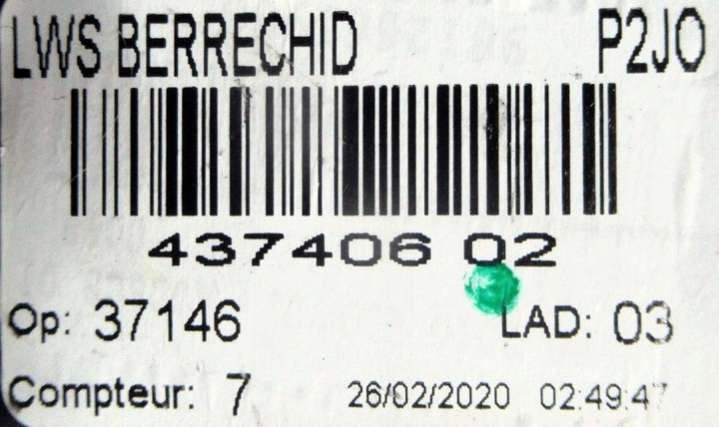 LWS BERRECHID P2JO
437406 02
Op: 37146 LAD: 03
Compteur: 7 26/02/2020 02:49:47